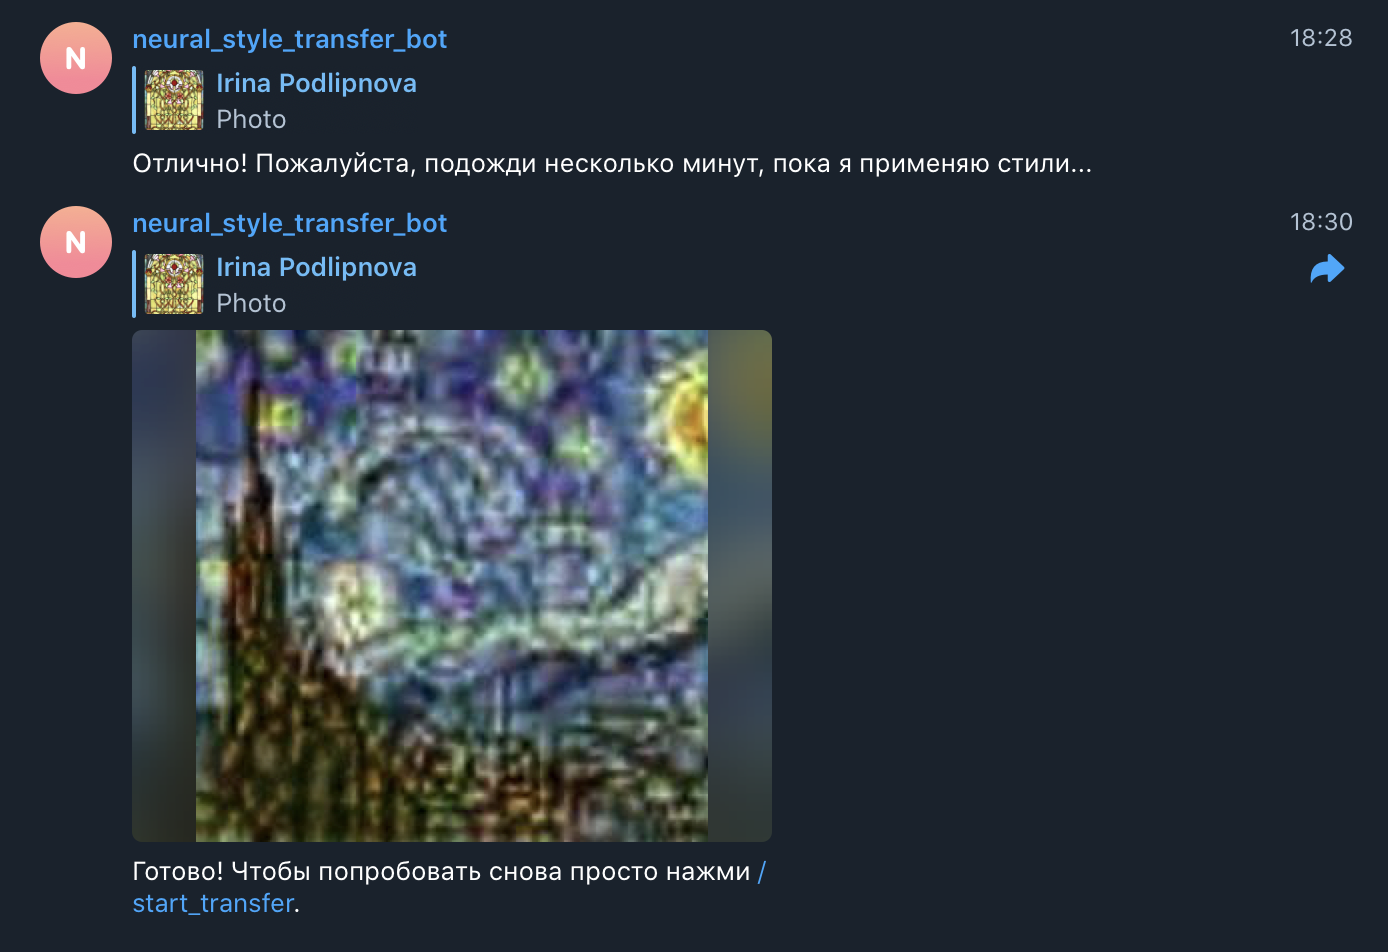 N
neural_style_transfer_bot
18:28
Irina Podlipnova
Photo
Отлично! Пожалуйста, подожди несколько минут, пока я применяю стили...
N
neural_style_transfer_bot
18:30
Irina Podlipnova
Photo
Готово! Чтобы попробовать снова просто нажми /
start_transfer.